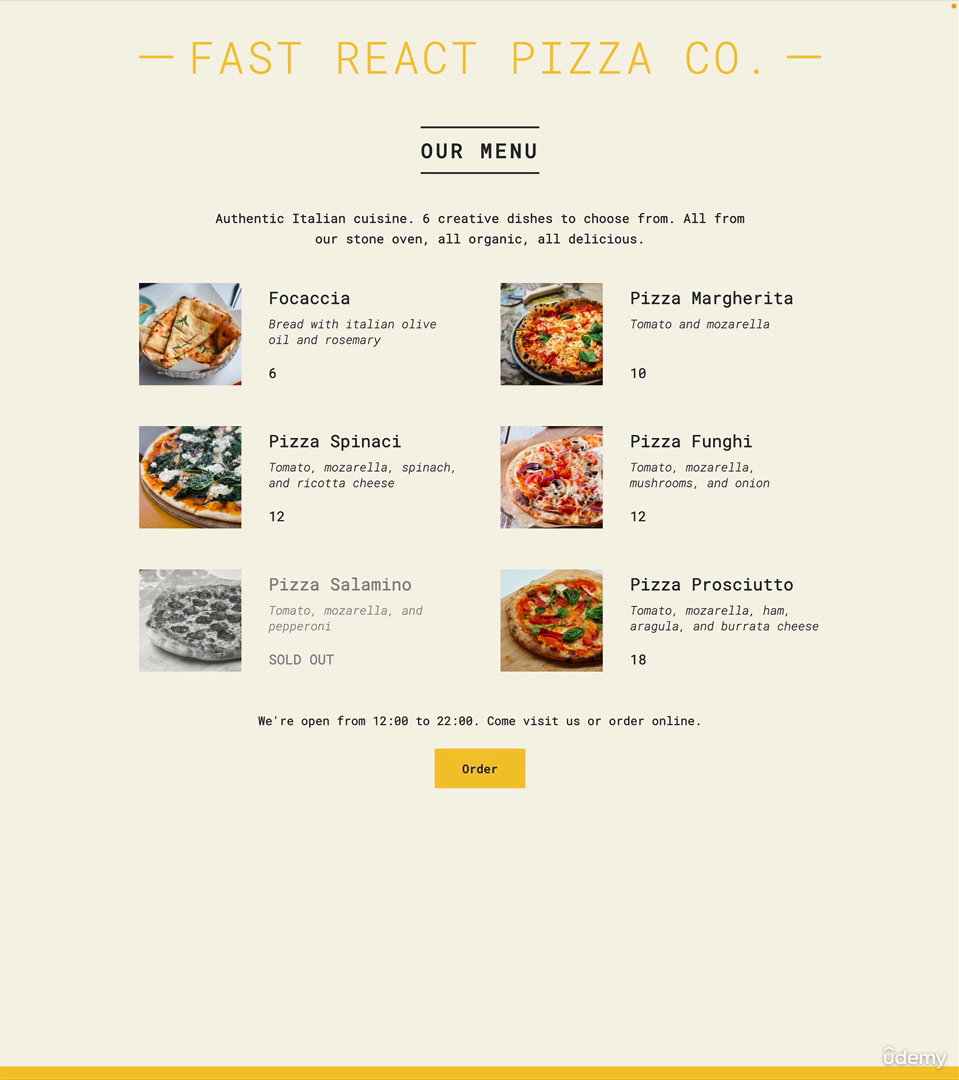 FAST REACT PIZZA CO.
OUR MENU
Authentic Italian cuisine. 6 creative dishes to choose from. All from
our stone oven, all organic, all delicious.
Focaccia
Bread with italian olive
oil and rosemary
6
Pizza Margherita
Tomato and mozarella
10
Pizza Spinaci
Tomato, mozarella, spinach,
and ricotta cheese
12
Pizza Funghi
Tomato, mozarella,
mushrooms, and onion
12
Pizza Salamino
Tomato, mozarella, and
pepperoni
SOLD OUT
Pizza Prosciutto
Tomato, mozarella, ham,
aragula, and burrata cheese
18
We're open from 12:00 to 22:00. Come visit us or order online.
Order
ûdemy